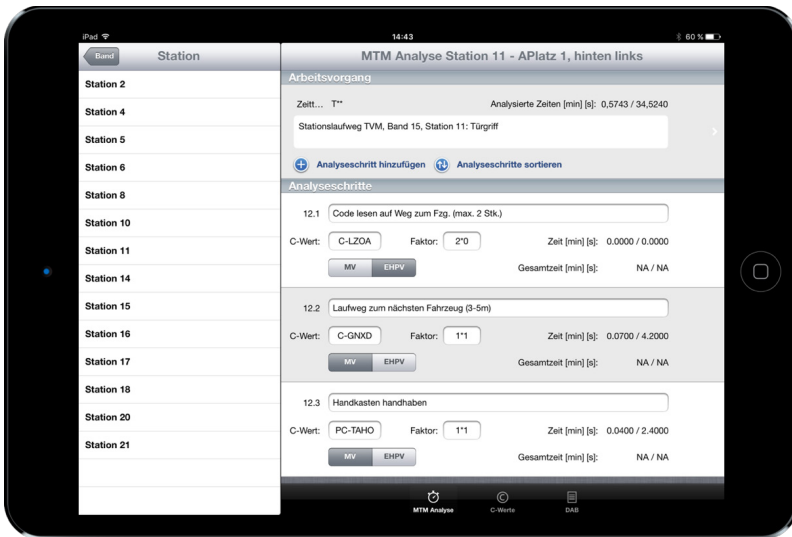 iPad 14:43 60 %
Band Station
Station 2
Station 4
Station 5
Station 6
Station 8
Station 10
Station 11
Station 14
Station 15
Station 16
Station 17
Station 18
Station 20
Station 21
MTM Analyse Station 11 - APlatz 1, hinten links
Arbeitsvorgang
Zeitt... T** Analysierte Zeiten [min] [s]: 0,5743 / 34,5240
Stationslaufweg TVM, Band 15, Station 11: Türgriff
Analyseschritt hinzufügen Analyseschritte sortieren
Analyseschritte
12.1 Code lesen auf Weg zum Fzg. (max. 2 Stk.)
C-Wert: C-LZOA Faktor: 2*0 Zeit [min] [s]: 0.0000 / 0.0000
MV EHPV Gesamtzeit [min] [s]: NA / NA
12.2 Laufweg zum nächsten Fahrzeug (3-5m)
C-Wert: C-GNXD Faktor: 1*1 Zeit [min] [s]: 0.0700 / 4.2000
MV EHPV Gesamtzeit [min] [s]: NA / NA
12.3 Handkasten handhaben
C-Wert: PC-TAHO Faktor: 1*1 Zeit [min] [s]: 0.0400 / 2.4000
MV EHPV Gesamtzeit [min] [s]: NA / NA
MTM Analyse C-Werte DAB